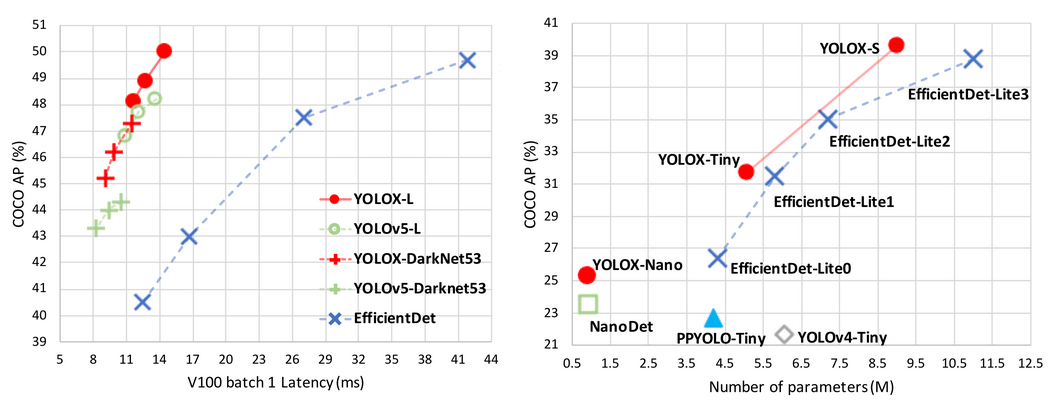 51
50
49
48
47
46
45
44
43
42
41
40
39
COCO AP (%)
5 8 11 14 17 20 23 26 29 32 35 38 41 44
V100 batch 1 Latency (ms)
YOLOX-L
YOLOv5-L
YOLOX-DarkNet53
YOLOv5-Darknet53
EfficientDet
41
39
37
35
33
31
29
27
25
23
21
COCO AP (%)
YOLOX-S
EfficientDet-Lite3
EfficientDet-Lite2
YOLOX-Tiny
EfficientDet-Lite1
YOLOX-Nano
EfficientDet-Lite0
NanoDet
PPYOLO-Tiny
YOLOv4-Tiny
0.5 1.5 2.5 3.5 4.5 5.5 6.5 7.5 8.5 9.5 10.5 11.5 12.5
Number of parameters (M)